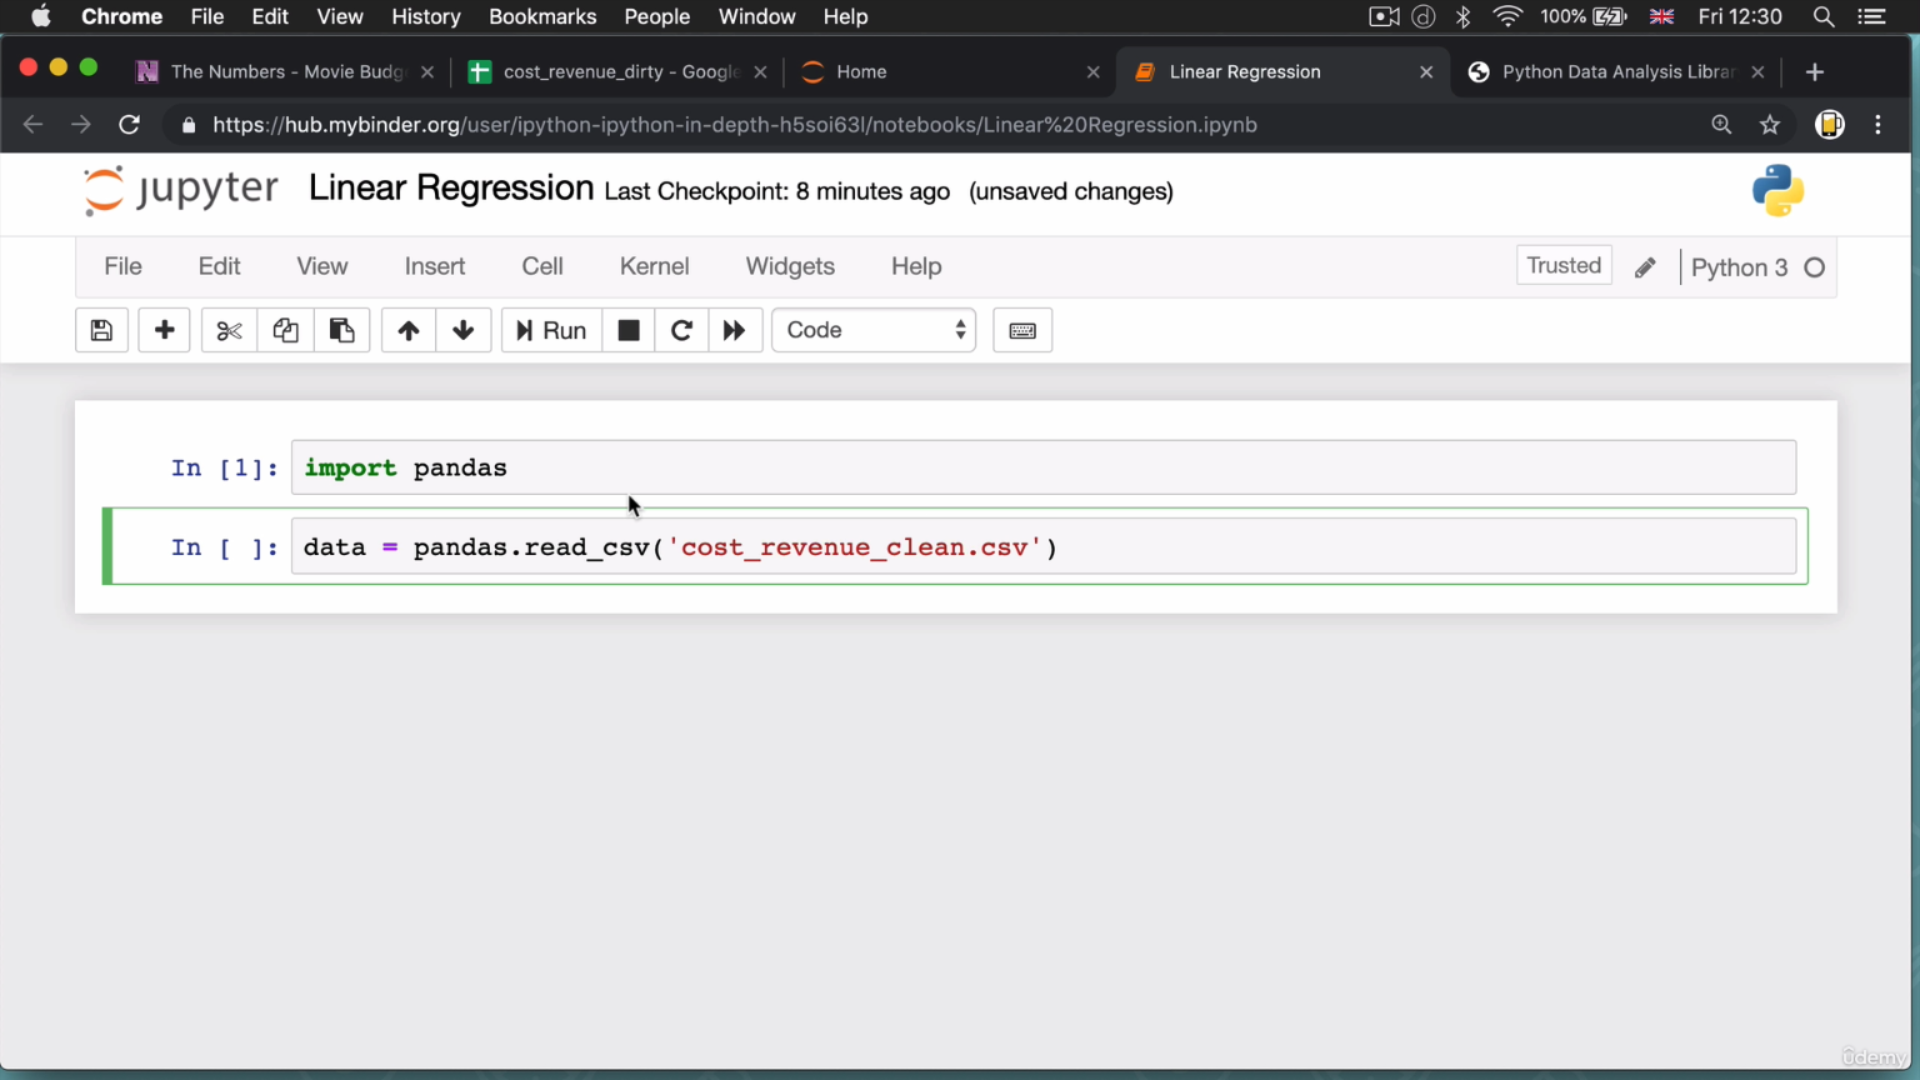 Chrome File Edit View History Bookmarks People Window Help 100% Fri 12:30
The Numbers - Movie Budg cost_revenue_dirty - Google Home Linear Regression Python Data Analysis Librar
https://hub.mybinder.org/user/ipython-ipython-in-depth-h5soi63l/notebooks/Linear%20Regression.ipynb
jupyter Linear Regression Last Checkpoint: 8 minutes ago (unsaved changes)
File Edit View Insert Cell Kernel Widgets Help Trusted Python 3
Run Code
In [1]: import pandas
In [ ]: data = pandas.read_csv('cost_revenue_clean.csv')
ûdemy